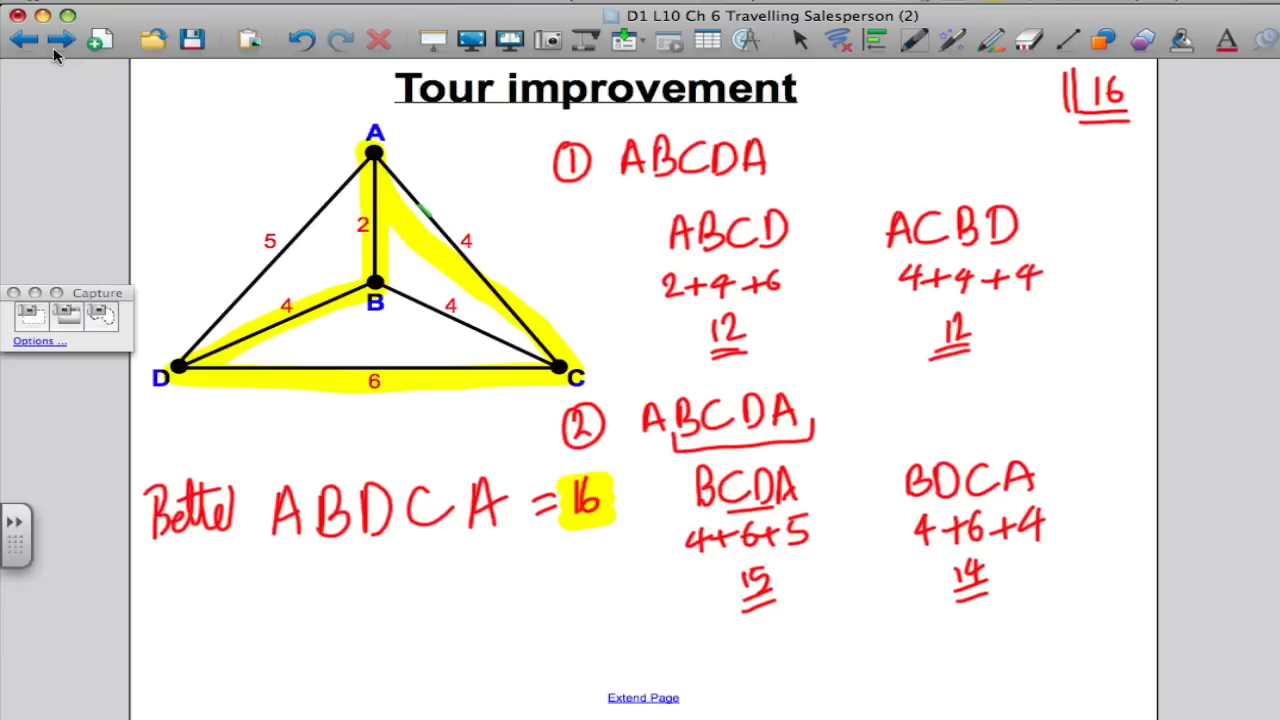 D1 L10 Ch 6 Travelling Salesperson (2)
Tour improvement
16
A
① ABCDA
2
5
4
ABCD
ACBD
2+4+6
4+4+4
Capture
B
4
4
12
12
Options ...
D
6
C
② ABCDA
BCDA
BDCA
Better ABDCA = 16
4+6+5
4+6+4
15
14
Extend Page